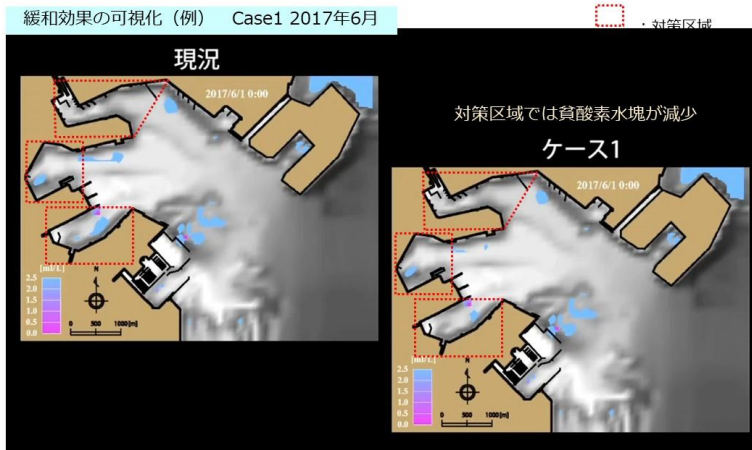 緩和効果の可視化（例） Case1 2017年6月
：対策区域
現況
2017/6/1 0:00
[ml/L]
2.5
2.0
1.5
1.0
0.5
0.0
N
0 500 1000[m]
対策区域では貧酸素水塊が減少
ケース1
2017/6/1 0:00
[ml/L]
2.5
2.0
1.5
1.0
0.5
0.0
N
0 500 1000[m]